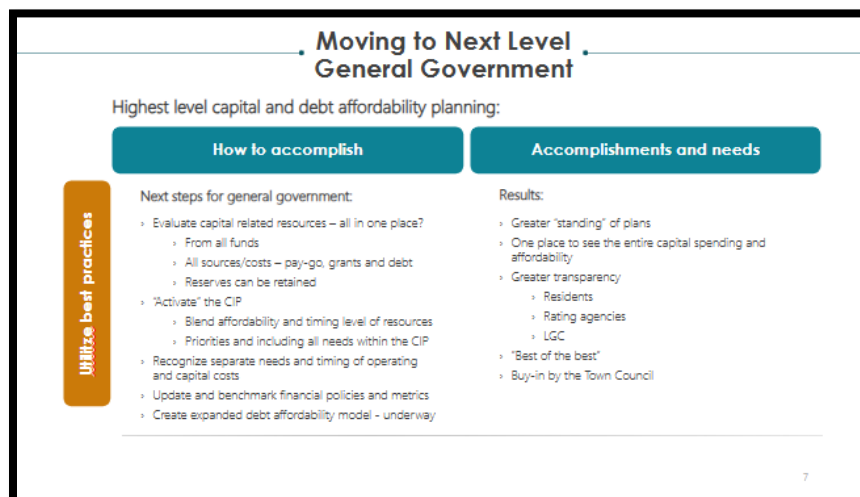 Moving to Next Level
General Government
Highest level capital and debt affordability planning:
How to accomplish
Accomplishments and needs
Utiltze best practices
Next steps for general government:
› Evaluate capital related resources – all in one place?
› From all funds
› All sources/costs – pay-go, grants and debt
› Reserves can be retained
› "Activate" the CIP
› Blend affordability and timing level of resources
› Priorities and including all needs within the CIP
› Recognize separate needs and timing of operating
and capital costs
› Update and benchmark financial policies and metrics
› Create expanded debt affordability model - underway
Results:
› Greater "standing" of plans
› One place to see the entire capital spending and
affordability
› Greater transparency
› Residents
› Rating agencies
› LGC
› "Best of the best"
› Buy-in by the Town Council
7